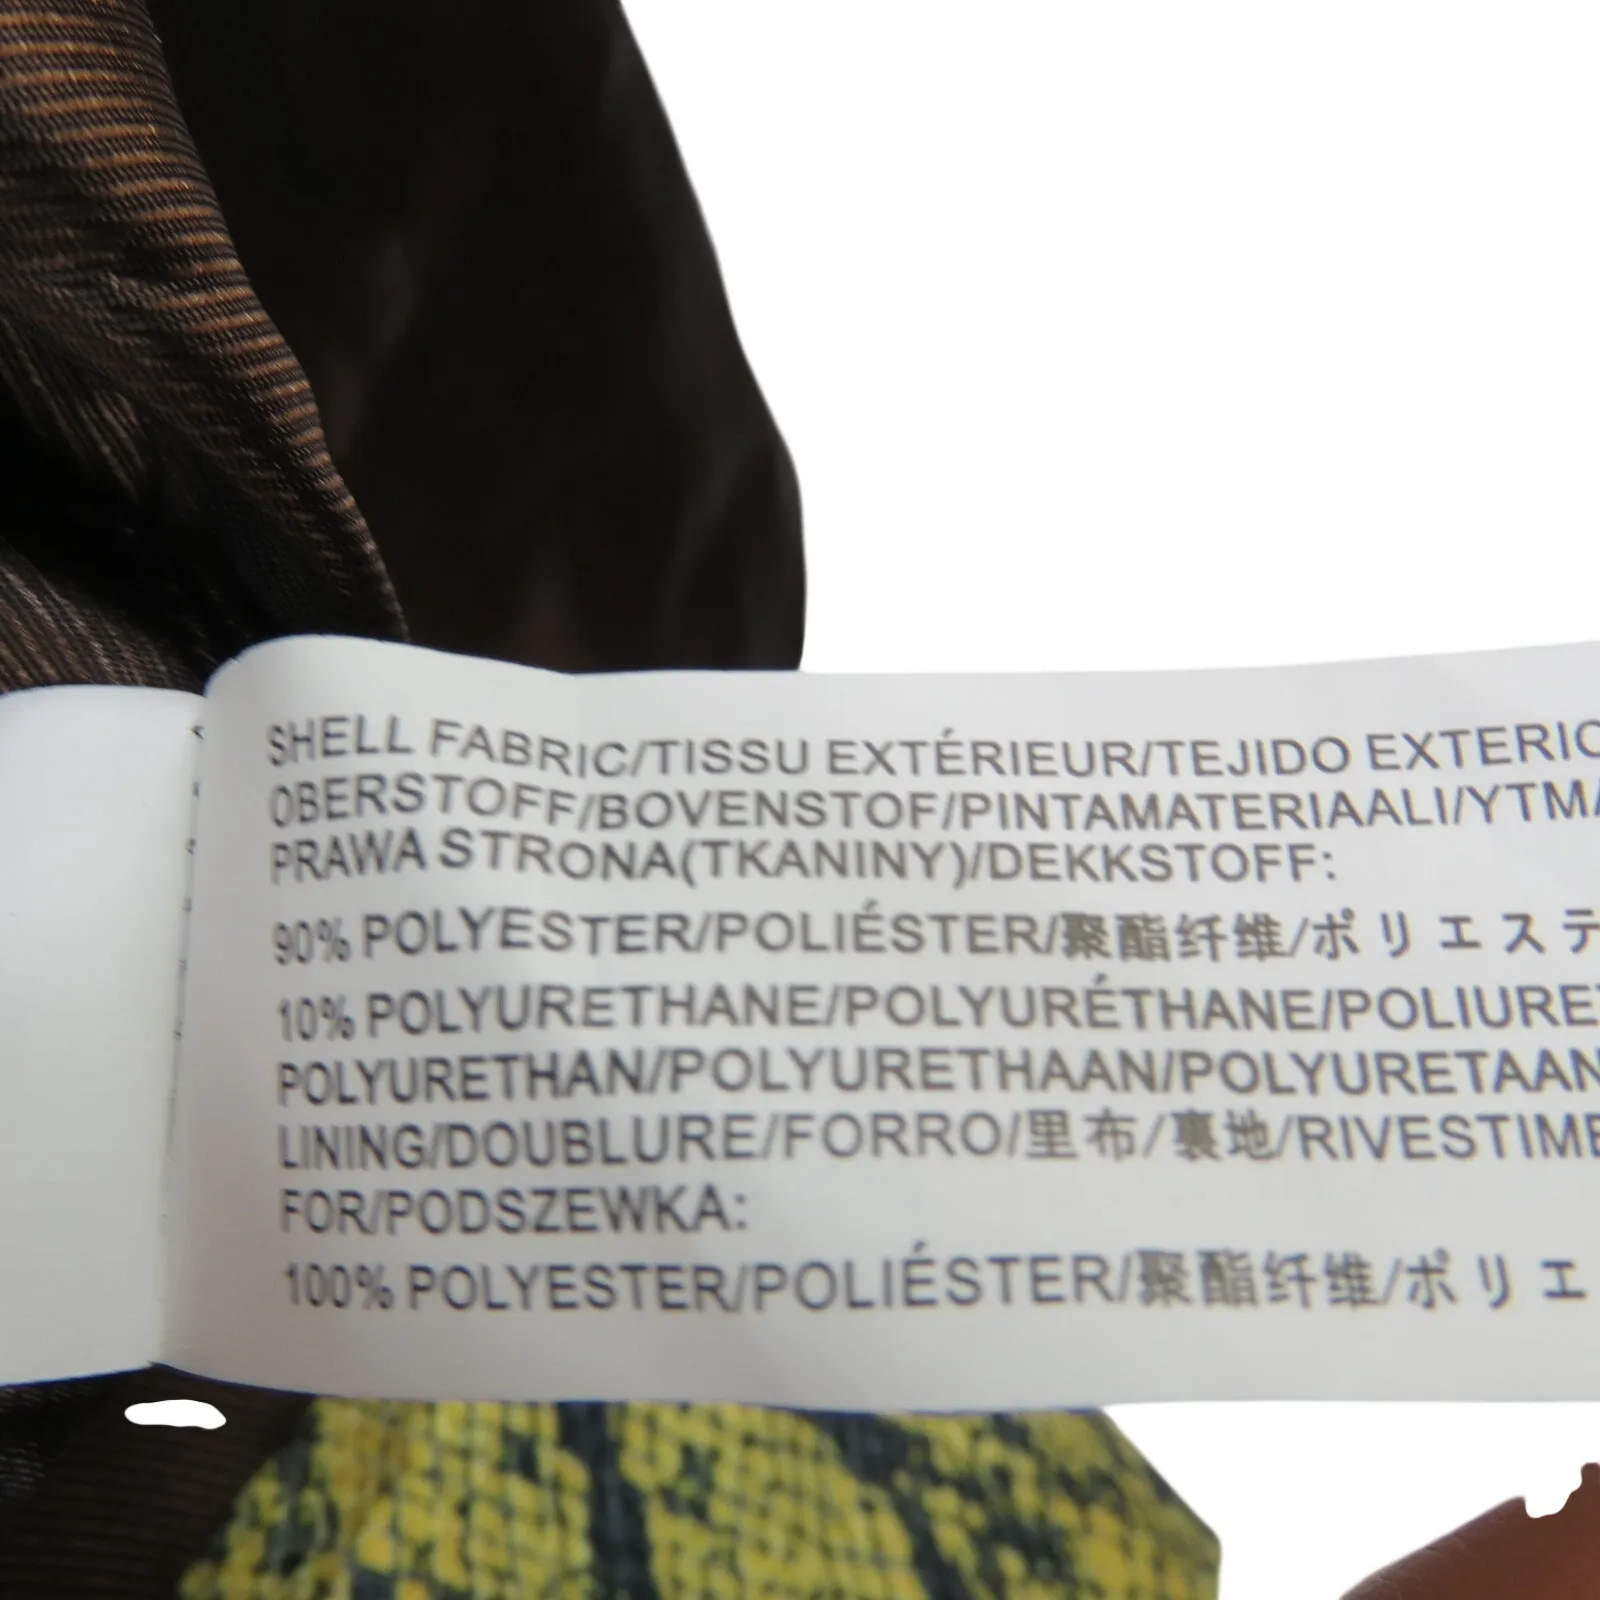 SHELL FABRIC/TISSU EXTÉRIEUR/TEJIDO EXTERIO
OBERSTOFF/BOVENSTOF/PINTAMATERIAALI/YTMA
PRAWA STRONA(TKANINY)/DEKKSTOFF:
90% POLYESTER/POLIÉSTER/聚酯纤维/ポリエステ
10% POLYURETHANE/POLYURÉTHANE/POLIURET
POLYURETHAN/POLYURETHAAN/POLYURETAAN
LINING/DOUBLURE/FORRO/里布/裏地/RIVESTIME
FOR/PODSZEWKA:
100% POLYESTER/POLIÉSTER/聚酯纤维/ポリエ